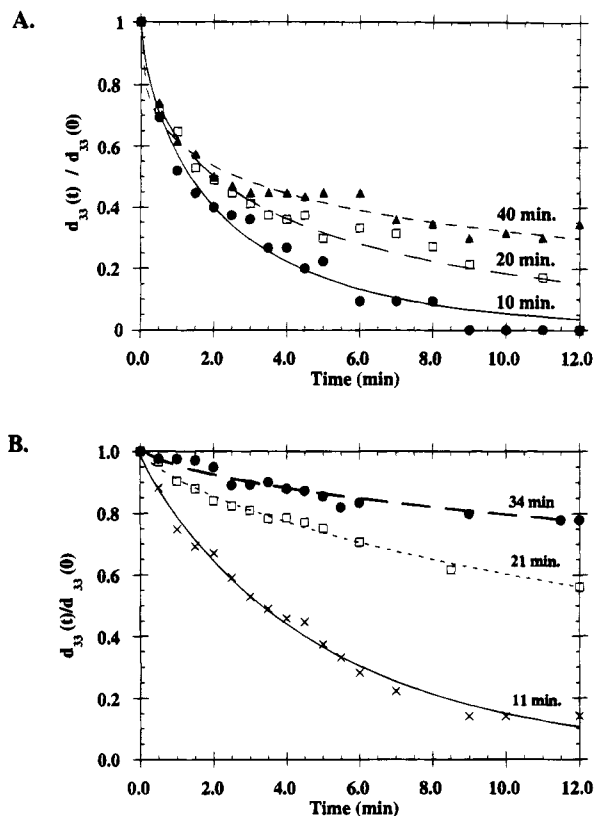 A.
d33(t) / d33(0)
1
0.8
0.6
0.4
0.2
0
40 min.
20 min.
10 min.
0.0 2.0 4.0 6.0 8.0 10.0 12.0
Time (min)
B.
d33(t)/d33(0)
1.0
0.8
0.6
0.4
0.2
0.0
34 min
21 min.
11 min.
0.0 2.0 4.0 6.0 8.0 10.0 12.0
Time (min)